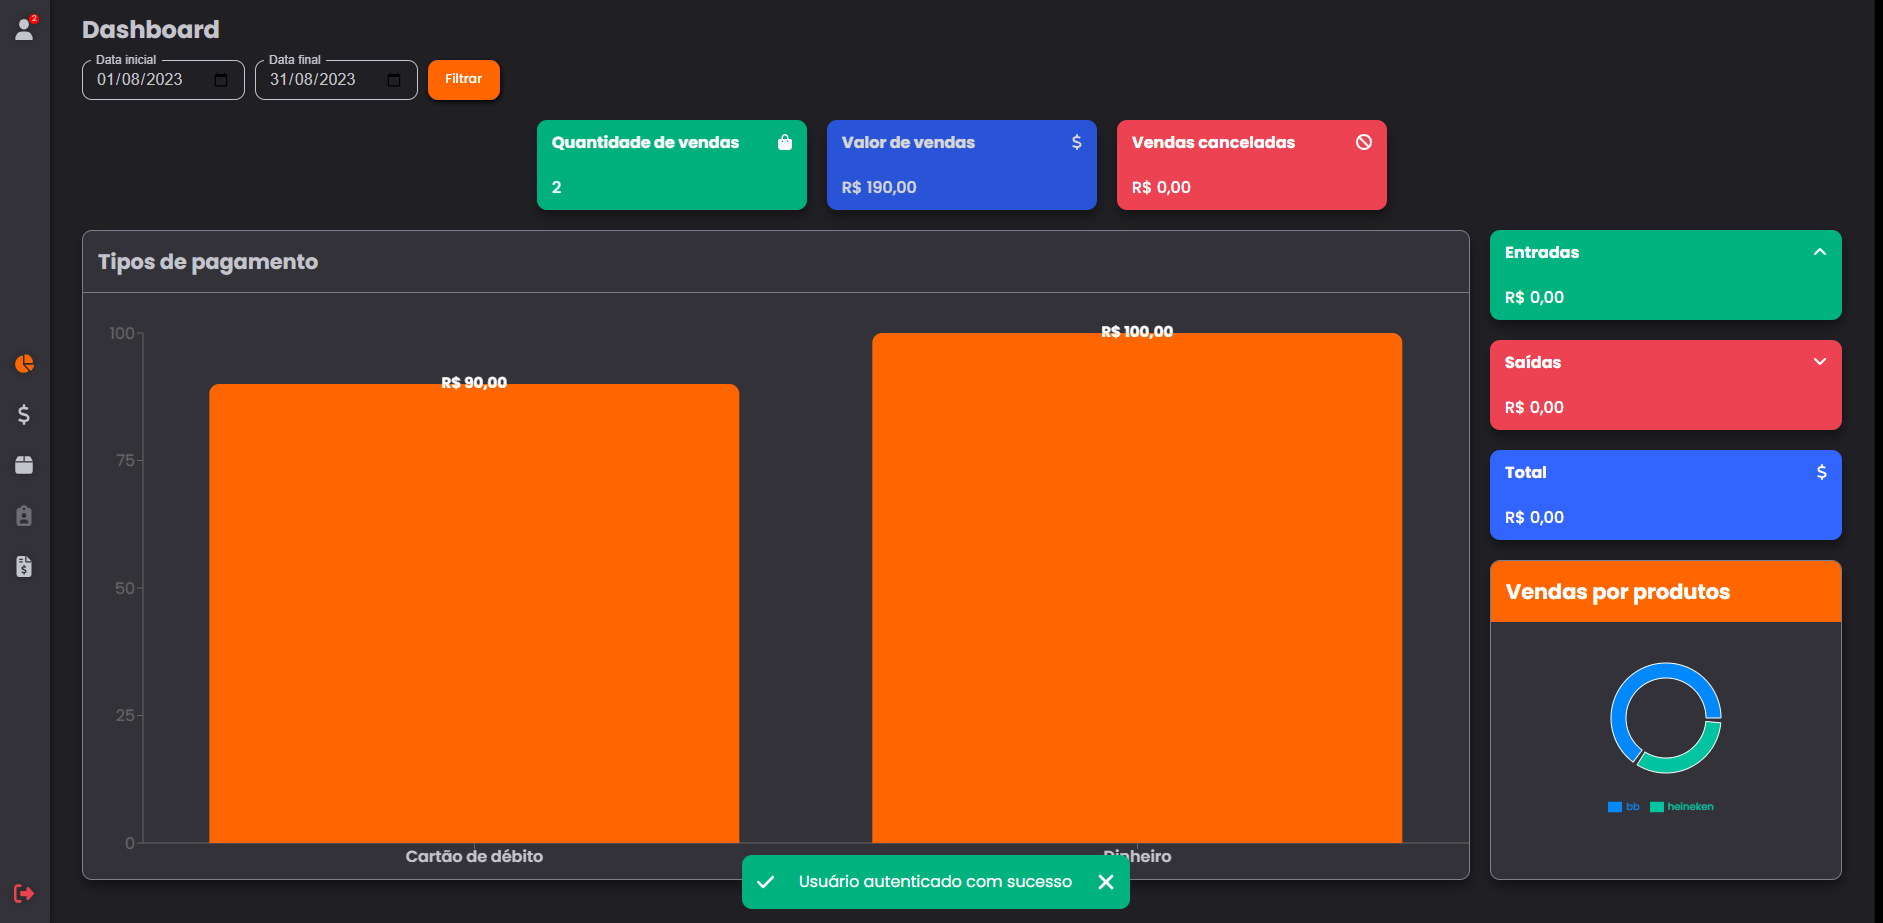 2
Dashboard
Data inicial
01/08/2023
Data final
31/08/2023
Filtrar
Quantidade de vendas
2
Valor de vendas
$
R$ 190,00
Vendas canceladas
R$ 0,00
Tipos de pagamento
100
75
50
25
0
R$ 90,00
R$ 100,00
Cartão de débito
Dinheiro
Entradas
R$ 0,00
Saídas
R$ 0,00
Total
$
R$ 0,00
Vendas por produtos
bb
heineken
Usuário autenticado com sucesso